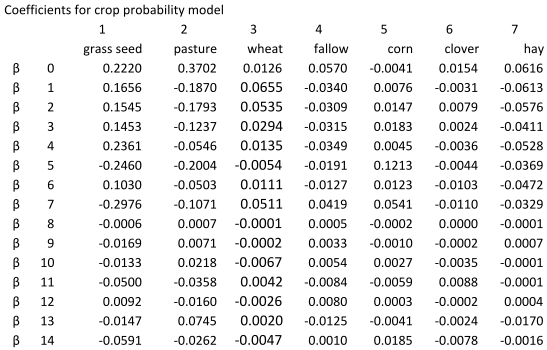 Coefficients for crop probability model
1 2 3 4 5 6 7
grass seed pasture wheat fallow corn clover hay
β 0 0.2220 0.3702 0.0126 0.0570 -0.0041 0.0154 0.0616
β 1 0.1656 -0.1870 0.0655 -0.0340 0.0076 -0.0031 -0.0613
β 2 0.1545 -0.1793 0.0535 -0.0309 0.0147 0.0079 -0.0576
β 3 0.1453 -0.1237 0.0294 -0.0315 0.0183 0.0024 -0.0411
β 4 0.2361 -0.0546 0.0135 -0.0349 0.0045 -0.0036 -0.0528
β 5 -0.2460 -0.2004 -0.0054 -0.0191 0.1213 -0.0044 -0.0369
β 6 0.1030 -0.0503 0.0111 -0.0127 0.0123 -0.0103 -0.0472
β 7 -0.2976 -0.1071 0.0511 0.0419 0.0541 -0.0110 -0.0329
β 8 -0.0006 0.0007 -0.0001 0.0005 -0.0002 0.0000 -0.0001
β 9 -0.0169 0.0071 -0.0002 0.0033 -0.0010 -0.0002 0.0007
β 10 -0.0133 0.0218 -0.0067 0.0054 0.0027 -0.0035 -0.0001
β 11 -0.0500 -0.0358 0.0042 -0.0084 -0.0059 0.0088 -0.0001
β 12 0.0092 -0.0160 -0.0026 0.0080 0.0003 -0.0002 0.0004
β 13 -0.0147 0.0745 0.0020 -0.0125 -0.0041 -0.0024 -0.0170
β 14 -0.0591 -0.0262 -0.0047 0.0010 0.0185 -0.0078 -0.0016